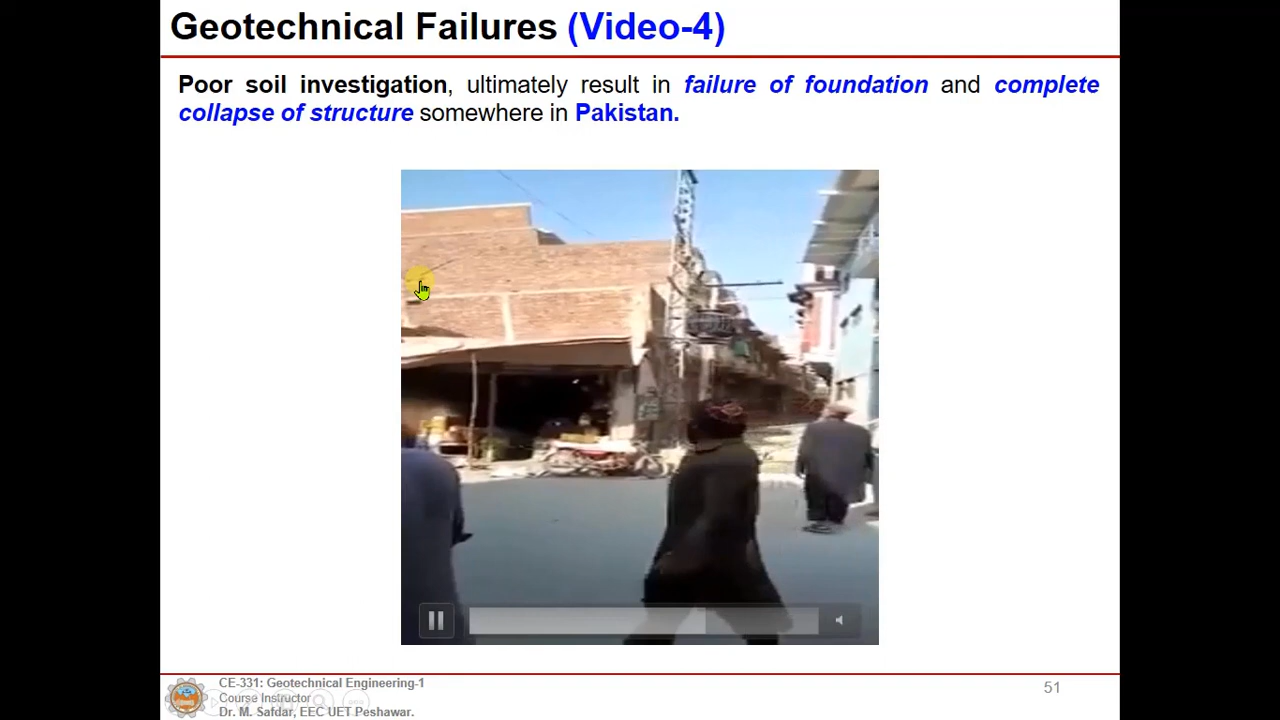 Geotechnical Failures (Video-4)
Poor soil investigation, ultimately result in failure of foundation and complete
collapse of structure somewhere in Pakistan.
CE-331: Geotechnical Engineering-1
Course Instructor
Dr. M. Safdar, EEC UET Peshawar.
51